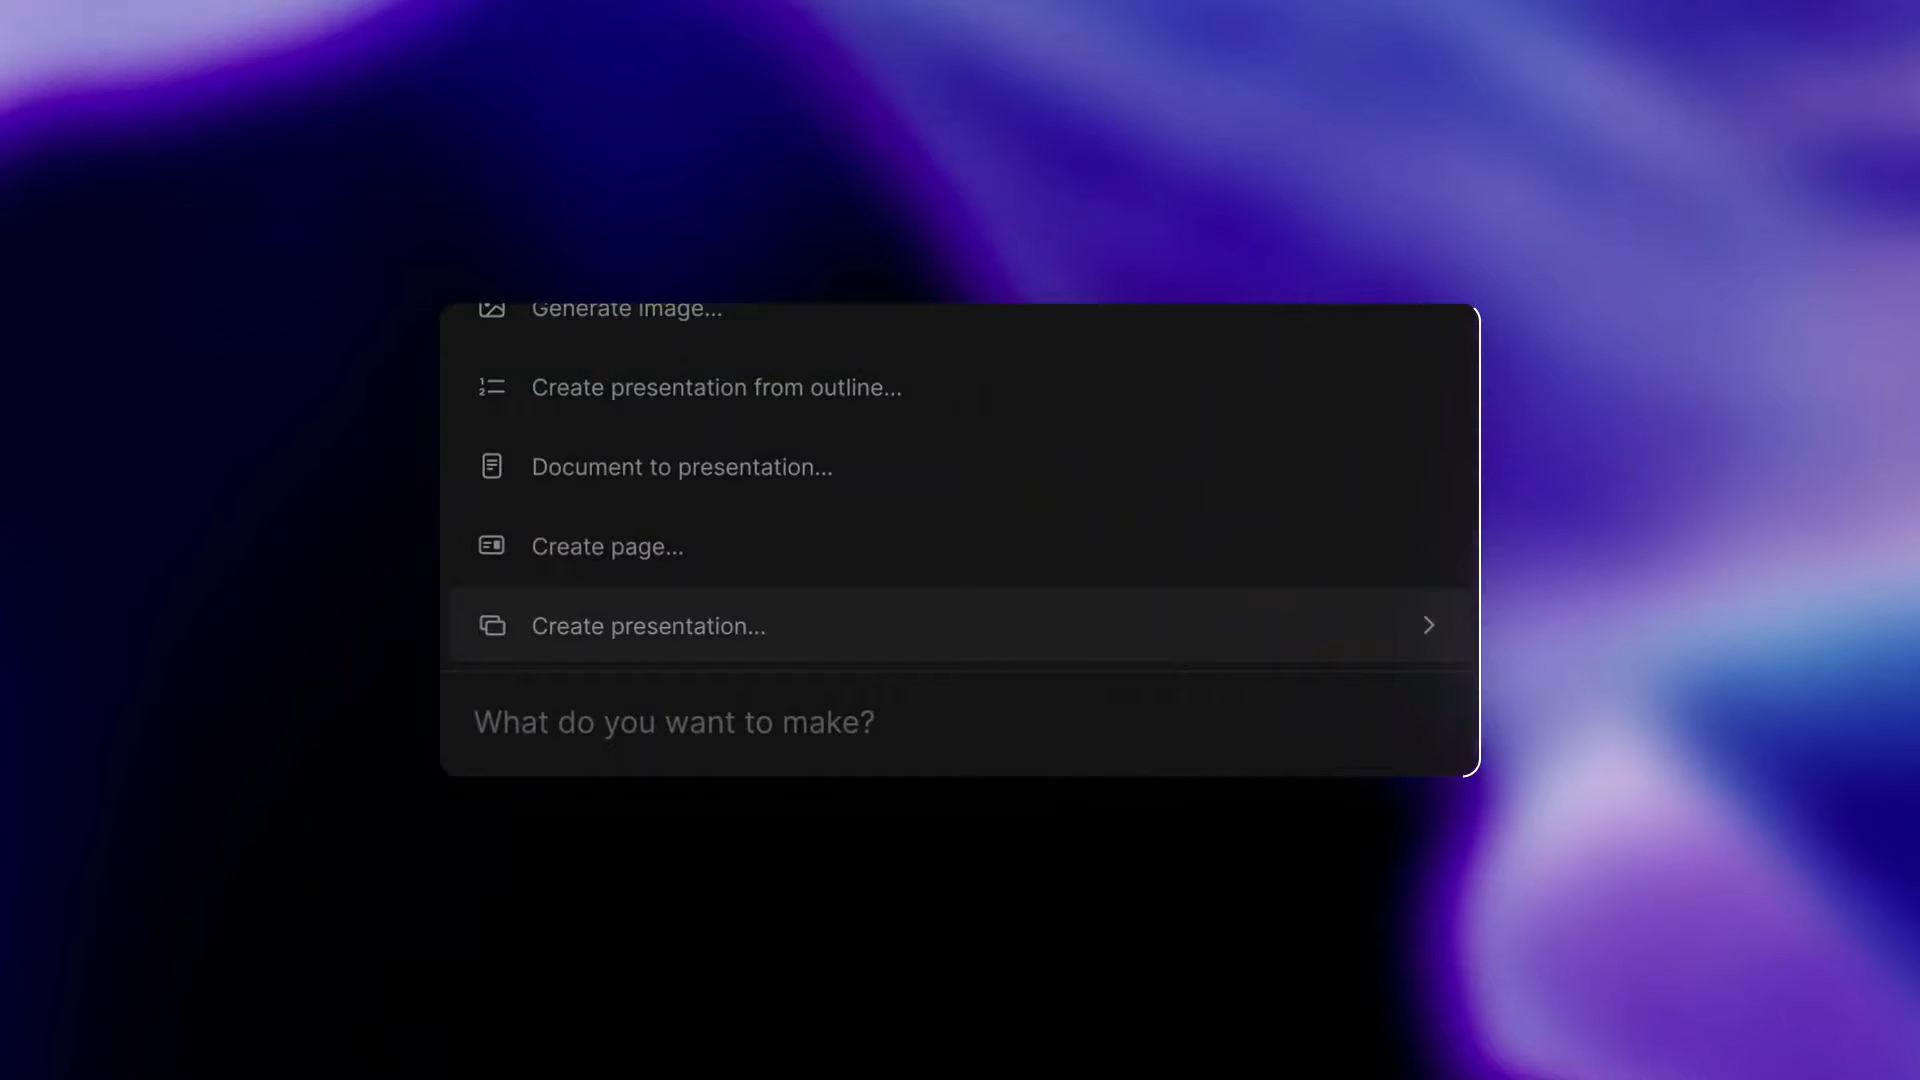 Generate image...
Create presentation from outline...
Document to presentation...
Create page...
Create presentation...
What do you want to make?